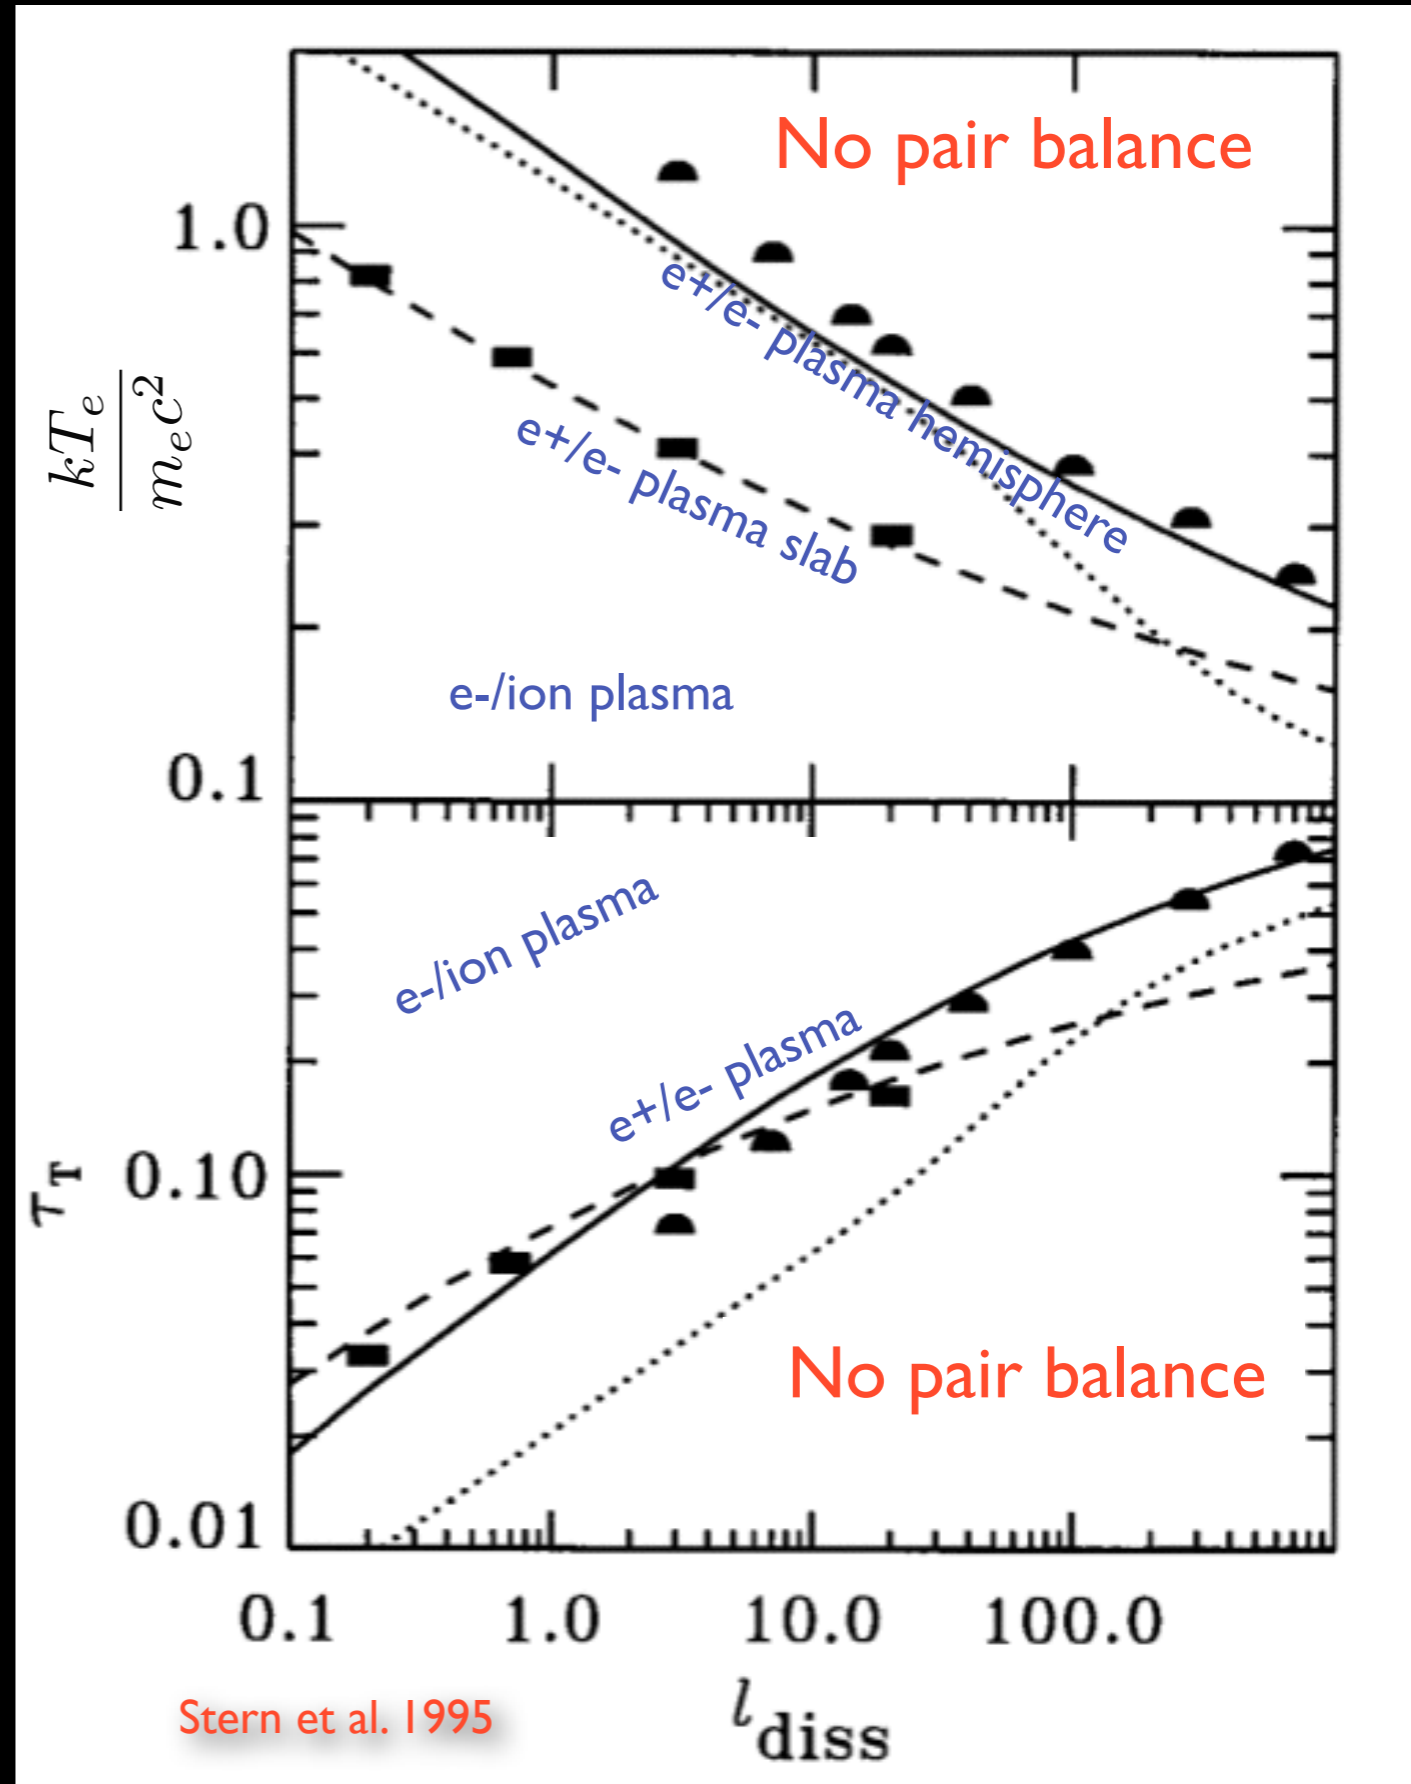 No pair balance
1.0
e+/e- plasma hemisphere
kT_e
m_ec^2
e+/e- plasma slab
e-/ion plasma
0.1
e-/ion plasma
e+/e- plasma
τ_T
0.10
No pair balance
0.01
0.1 1.0 10.0 100.0
Stern et al. 1995
l_diss